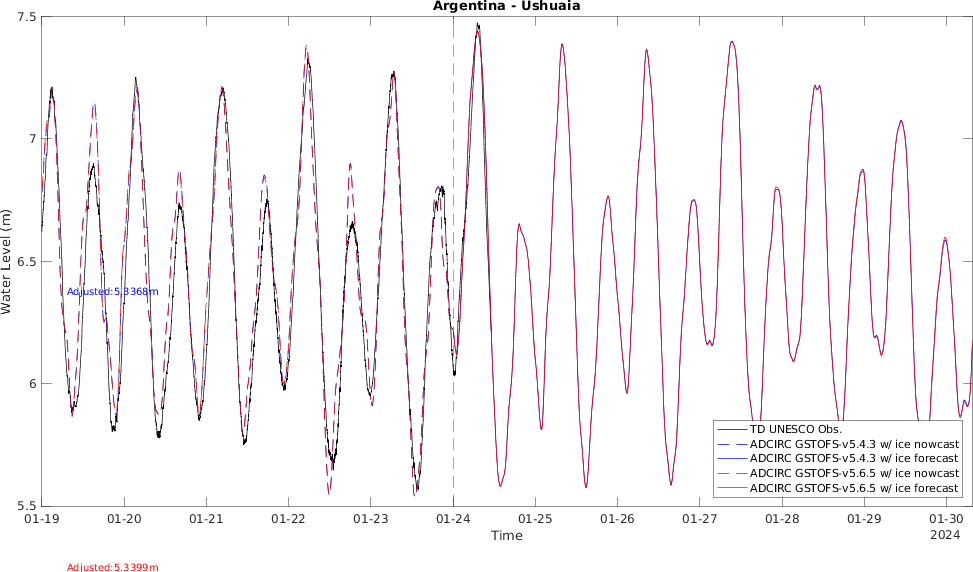 Argentina - Ushuaia
7.5
7
6.5
6
5.5
Water Level (m)
Adjusted:5.3368m
TD UNESCO Obs.
ADCIRC GSTOFS-v5.4.3 w/ ice nowcast
ADCIRC GSTOFS-v5.4.3 w/ ice forecast
ADCIRC GSTOFS-v5.6.5 w/ ice nowcast
ADCIRC GSTOFS-v5.6.5 w/ ice forecast
01-19 01-20 01-21 01-22 01-23 01-24 01-25 01-26 01-27 01-28 01-29 01-30
Time
2024
Adjusted:5.3399m